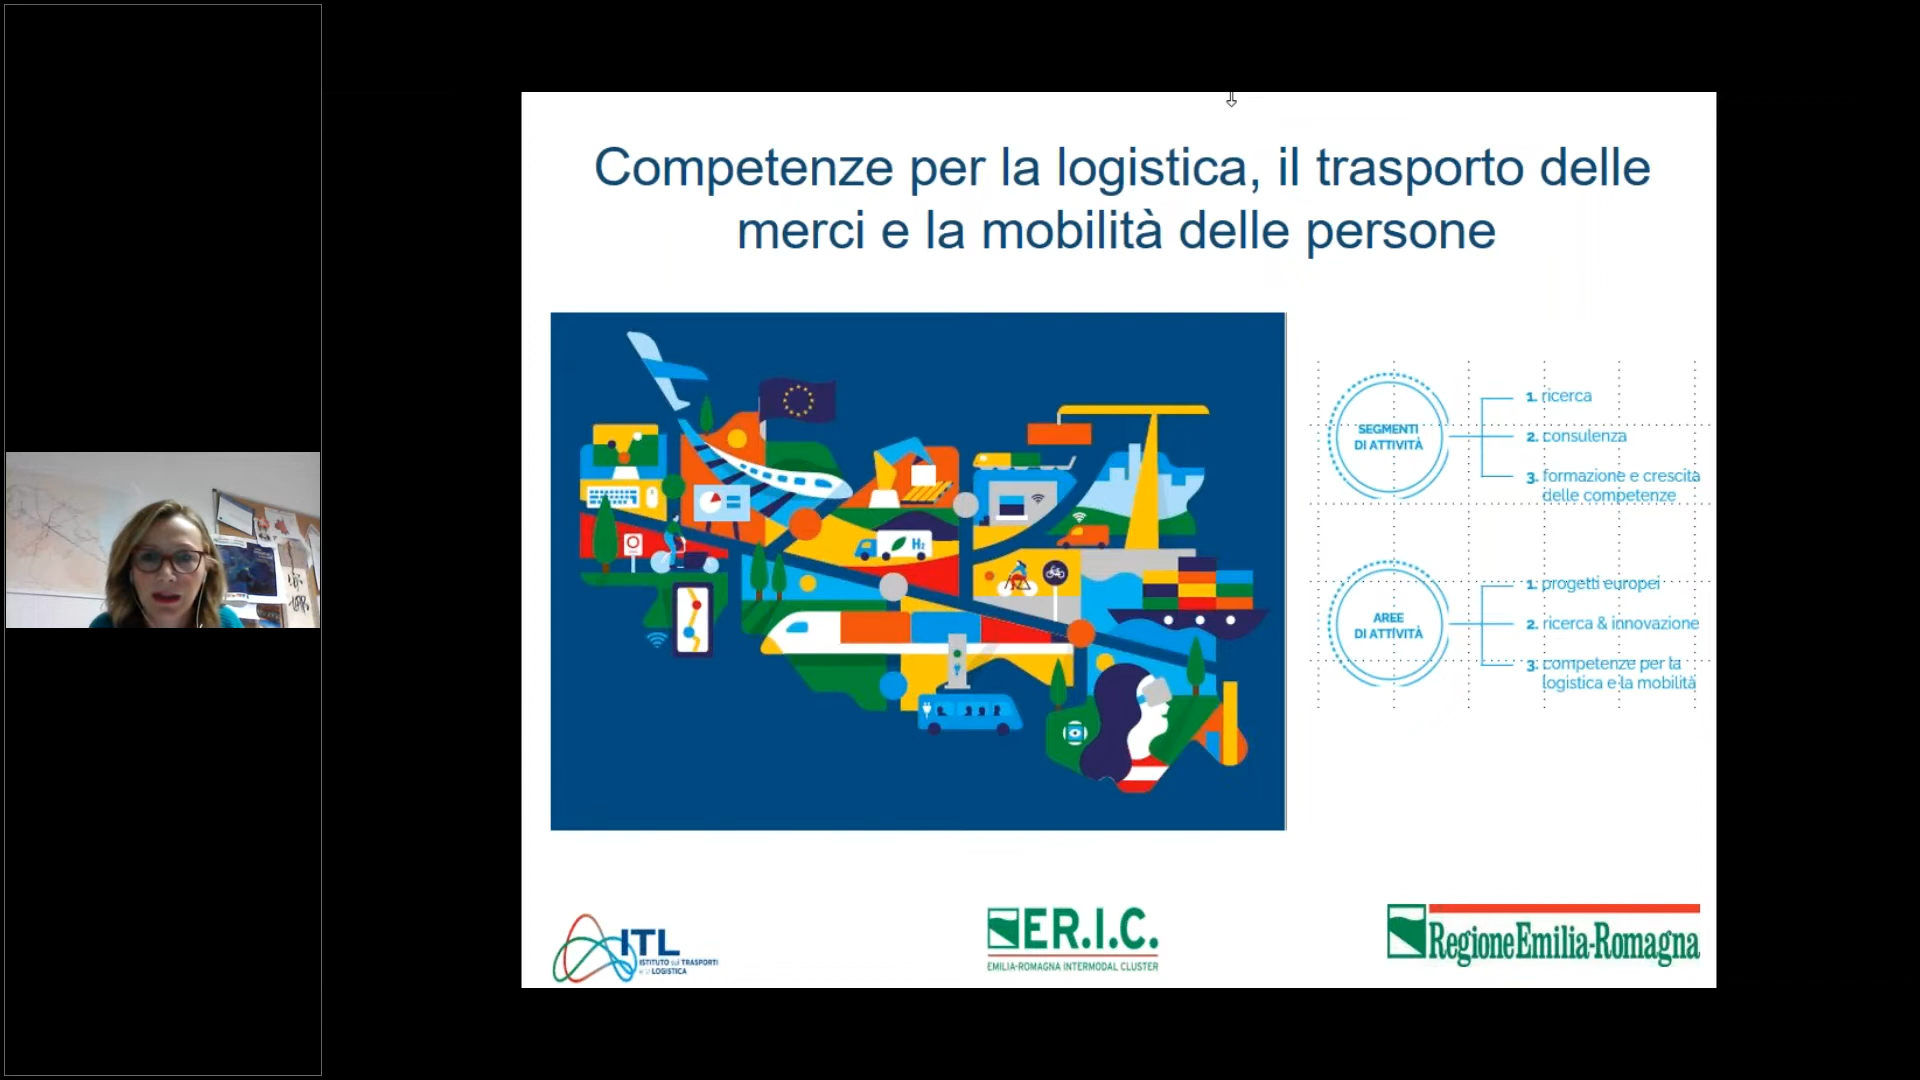 Competenze per la logistica, il trasporto delle
merci e la mobilità delle persone
H₂
SEGMENTI
DI ATTIVITÀ
1. ricerca
2. consulenza
3. formazione e crescita
delle competenze
AREE
DI ATTIVITÀ
1. progetti europei
2. ricerca & innovazione
3. competenze per la
logistica e la mobilità
ITL
ISTITUTO sui TRASPORTI
e la LOGISTICA
ER.I.C.
EMILIA-ROMAGNA INTERMODAL CLUSTER
RegioneEmilia-Romagna